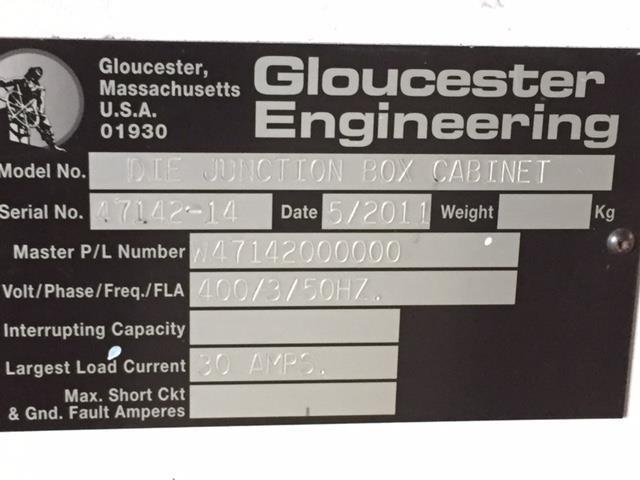 Gloucester,
Massachusetts
U.S.A.
01930
Gloucester
Engineering
Model No. DIE JUNCTION BOX CABINET
Serial No. 47142-14 Date 5/2011 Weight Kg
Master P/L Number W47142000000
Volt/Phase/Freq./FLA 400/3/50HZ.
Interrupting Capacity
Largest Load Current 30 AMPS.
Max. Short Ckt
& Gnd. Fault Amperes